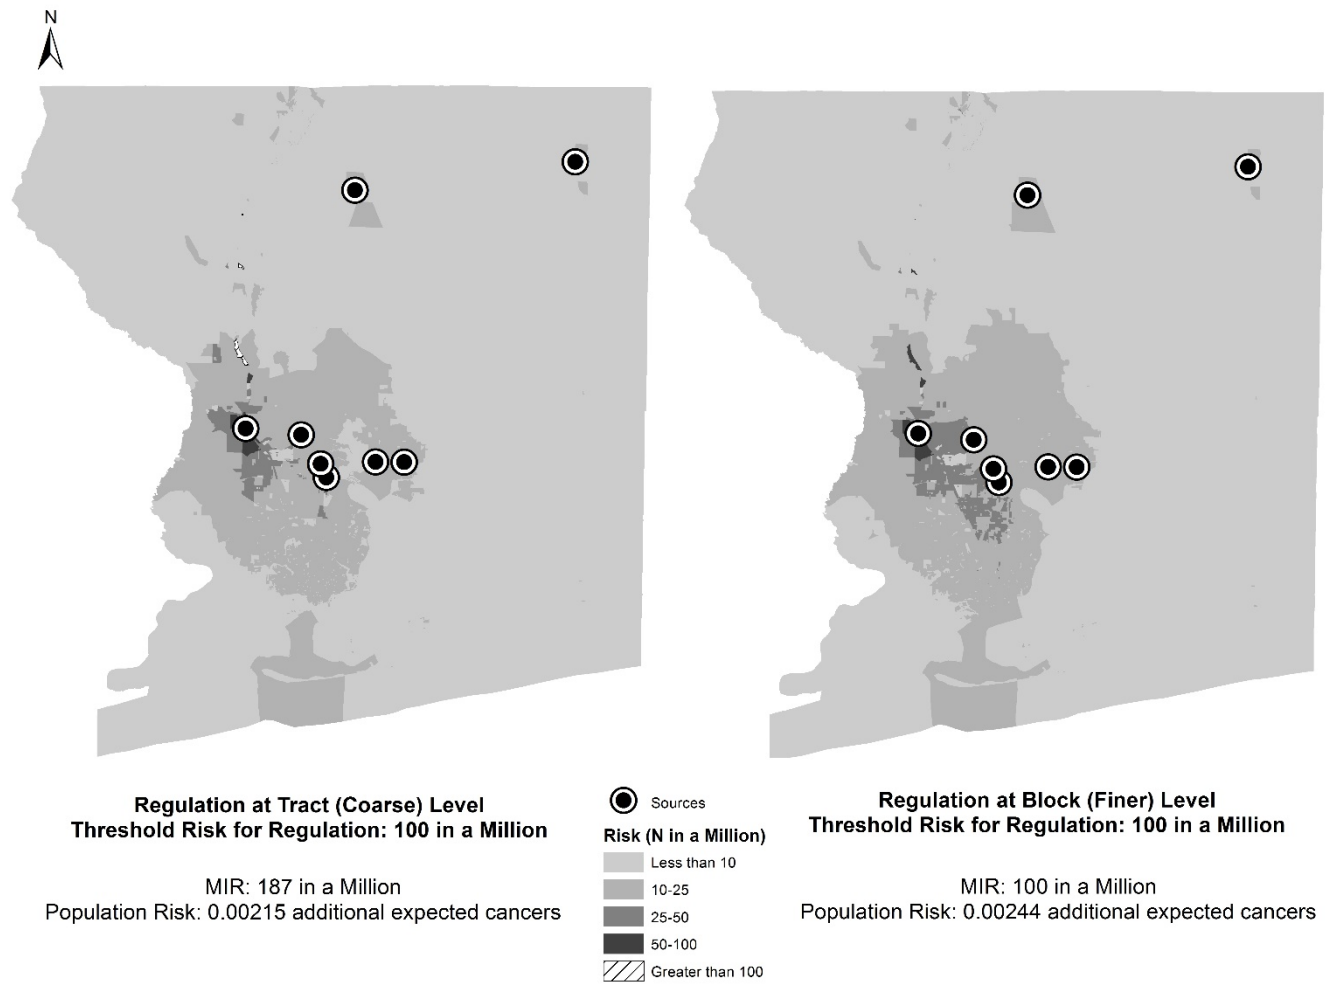 N
Regulation at Tract (Coarse) Level
Threshold Risk for Regulation: 100 in a Million
MIR: 187 in a Million
Population Risk: 0.00215 additional expected cancers
Sources
Risk (N in a Million)
Less than 10
10-25
25-50
50-100
Greater than 100
Regulation at Block (Finer) Level
Threshold Risk for Regulation: 100 in a Million
MIR: 100 in a Million
Population Risk: 0.00244 additional expected cancers